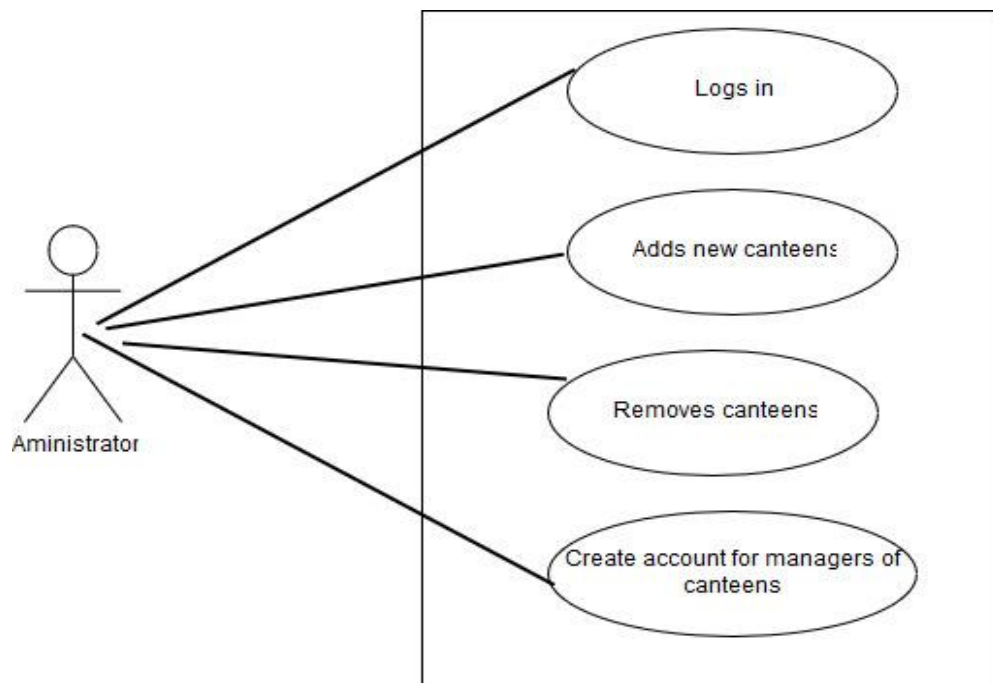 Logs in
Adds new canteens
Removes canteens
Aministrator
Create account for managers of
canteens